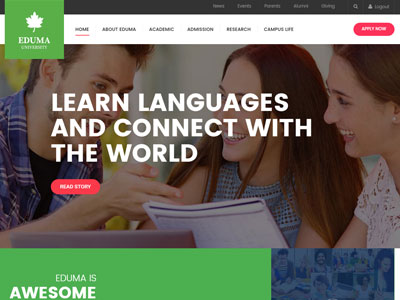 News Events Parents Alumni Giving Logout
EDUMA
UNIVERSITY
HOME ABOUT EDUMA ACADEMIC ADMISSION RESEARCH CAMPUS LIFE APPLY NOW
LEARN LANGUAGES
AND CONNECT WITH
THE WORLD
READ STORY
EDUMA IS
AWESOME